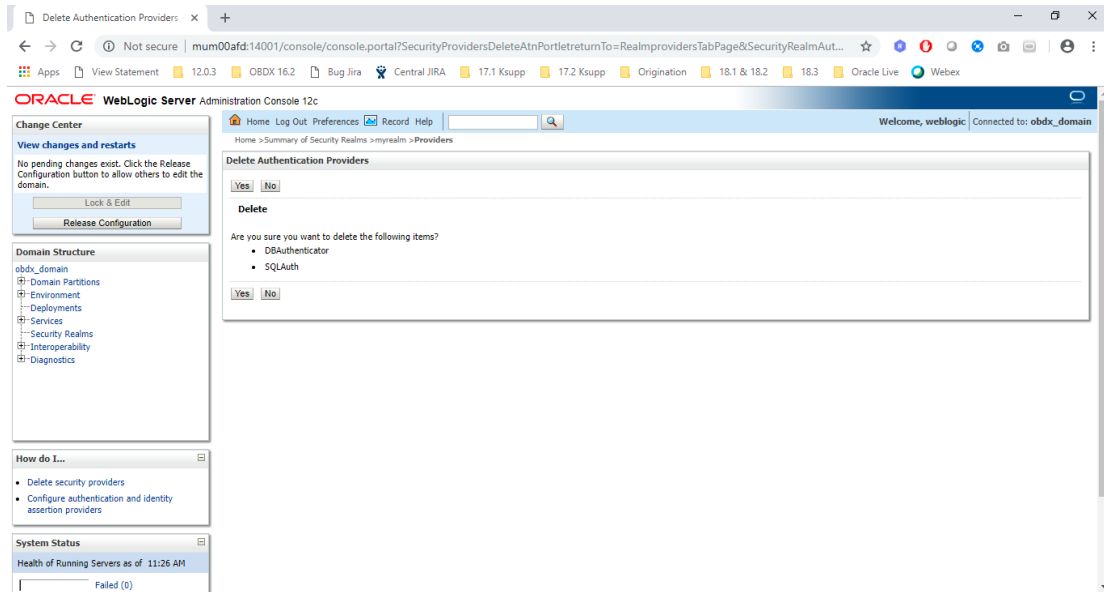 Delete Authentication Providers
Not secure | mum00afd:14001/console/console.portal?SecurityProvidersDeleteAtnPortletreturnTo=RealmprovidersTabPage&SecurityRealmAut...
Apps View Statement 12.0.3 OBDX 16.2 Bug Jira Central JIRA 17.1 Ksupp 17.2 Ksupp Origination 18.1 & 18.2 18.3 Oracle Live Webex
ORACLE WebLogic Server Administration Console 12c
Change Center
View changes and restarts
No pending changes exist. Click the Release
Configuration button to allow others to edit the
domain.
Lock & Edit
Release Configuration
Domain Structure
obdx_domain
Domain Partitions
Environment
Deployments
Services
Security Realms
Interoperability
Diagnostics
How do I...
Delete security providers
Configure authentication and identity
assertion providers
System Status
Health of Running Servers as of 11:26 AM
Failed (0)
Home Log Out Preferences Record Help
Welcome, weblogic Connected to: obdx_domain
Home >Summary of Security Realms >myrealm >Providers
Delete Authentication Providers
Yes No
Delete
Are you sure you want to delete the following items?
DBAuthenticator
SQLAuth
Yes No